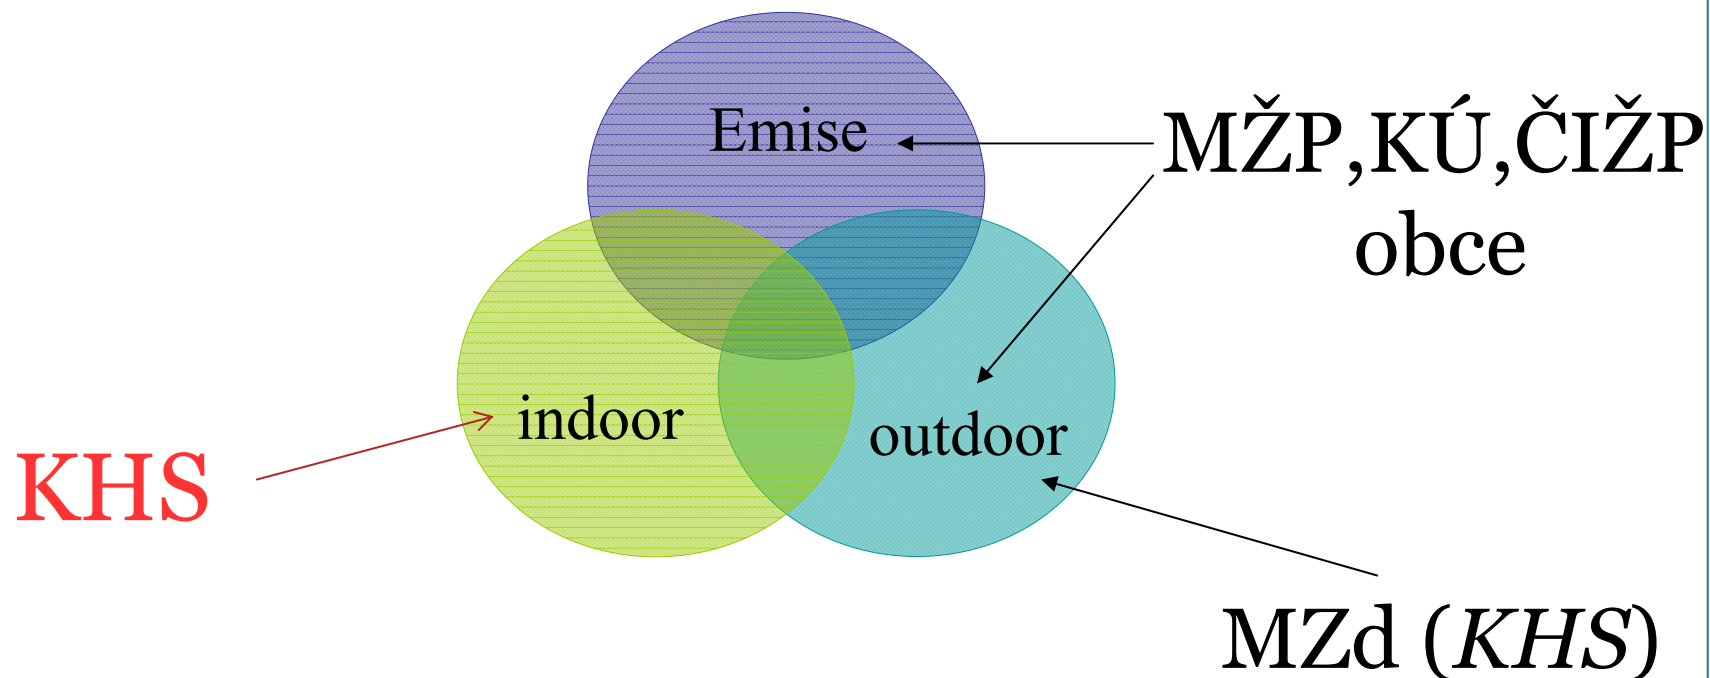 Emise
MŽP,KÚ,ČIŽP
obce
indoor
outdoor
KHS
MZd (KHS)